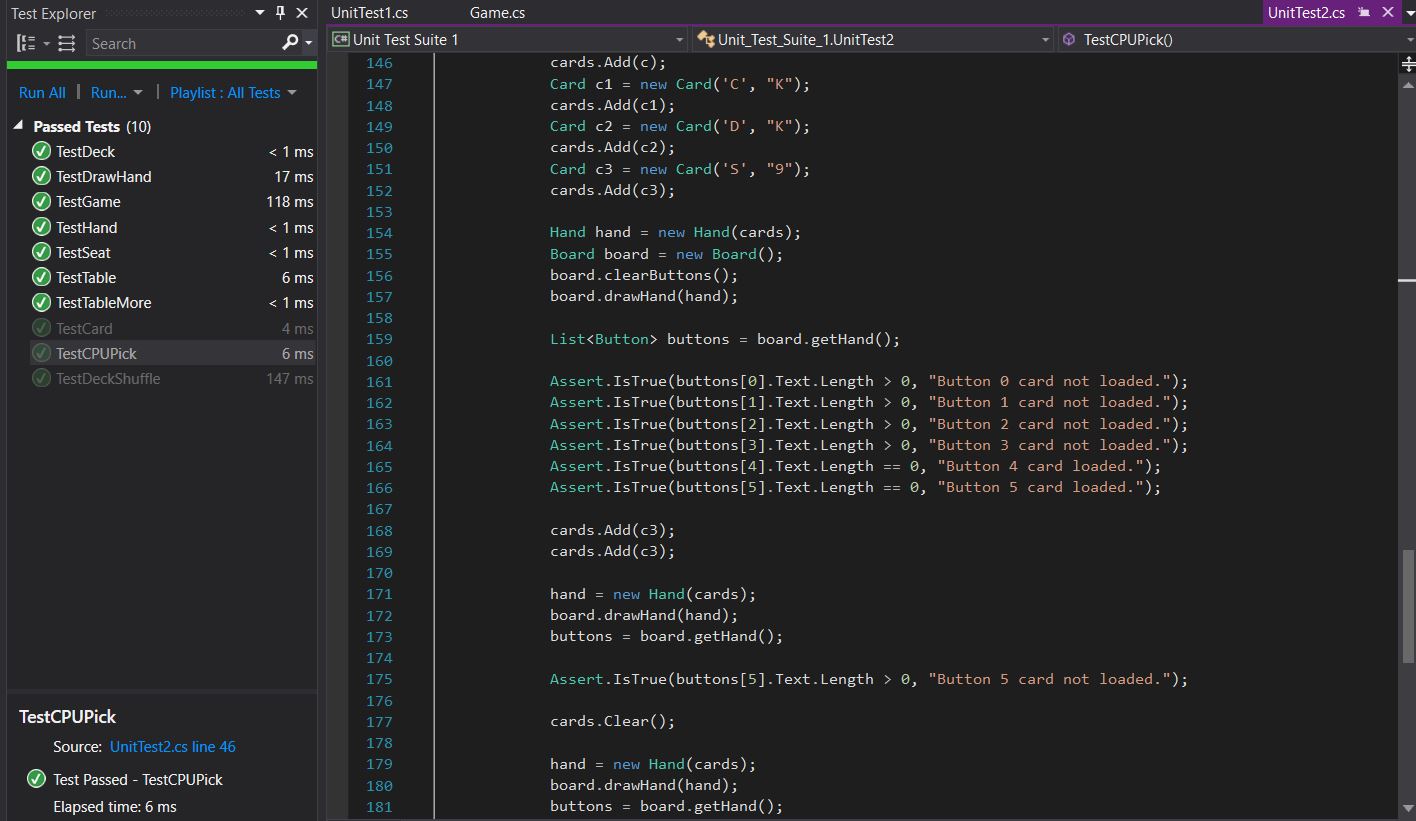 Test Explorer
Search
Run All | Run... | Playlist : All Tests
Passed Tests (10)
TestDeck < 1 ms
TestDrawHand 17 ms
TestGame 118 ms
TestHand < 1 ms
TestSeat < 1 ms
TestTable 6 ms
TestTableMore < 1 ms
TestCard 4 ms
TestCPUPick 6 ms
TestDeckShuffle 147 ms
TestCPUPick
Source: UnitTest2.cs line 46
Test Passed - TestCPUPick
Elapsed time: 6 ms
UnitTest1.cs Game.cs UnitTest2.cs
C# Unit Test Suite 1 Unit_Test_Suite_1.UnitTest2 TestCPUPick()
146 cards.Add(c);
147 Card c1 = new Card('C', "K");
148 cards.Add(c1);
149 Card c2 = new Card('D', "K");
150 cards.Add(c2);
151 Card c3 = new Card('S', "9");
152 cards.Add(c3);
153
154 Hand hand = new Hand(cards);
155 Board board = new Board();
156 board.clearButtons();
157 board.drawHand(hand);
158
159 List<Button> buttons = board.getHand();
160
161 Assert.IsTrue(buttons[0].Text.Length > 0, "Button 0 card not loaded.");
162 Assert.IsTrue(buttons[1].Text.Length > 0, "Button 1 card not loaded.");
163 Assert.IsTrue(buttons[2].Text.Length > 0, "Button 2 card not loaded.");
164 Assert.IsTrue(buttons[3].Text.Length > 0, "Button 3 card not loaded.");
165 Assert.IsTrue(buttons[4].Text.Length == 0, "Button 4 card loaded.");
166 Assert.IsTrue(buttons[5].Text.Length == 0, "Button 5 card loaded.");
167
168 cards.Add(c3);
169 cards.Add(c3);
170
171 hand = new Hand(cards);
172 board.drawHand(hand);
173 buttons = board.getHand();
174
175 Assert.IsTrue(buttons[5].Text.Length > 0, "Button 5 card not loaded.");
176
177 cards.Clear();
178
179 hand = new Hand(cards);
180 board.drawHand(hand);
181 buttons = board.getHand();